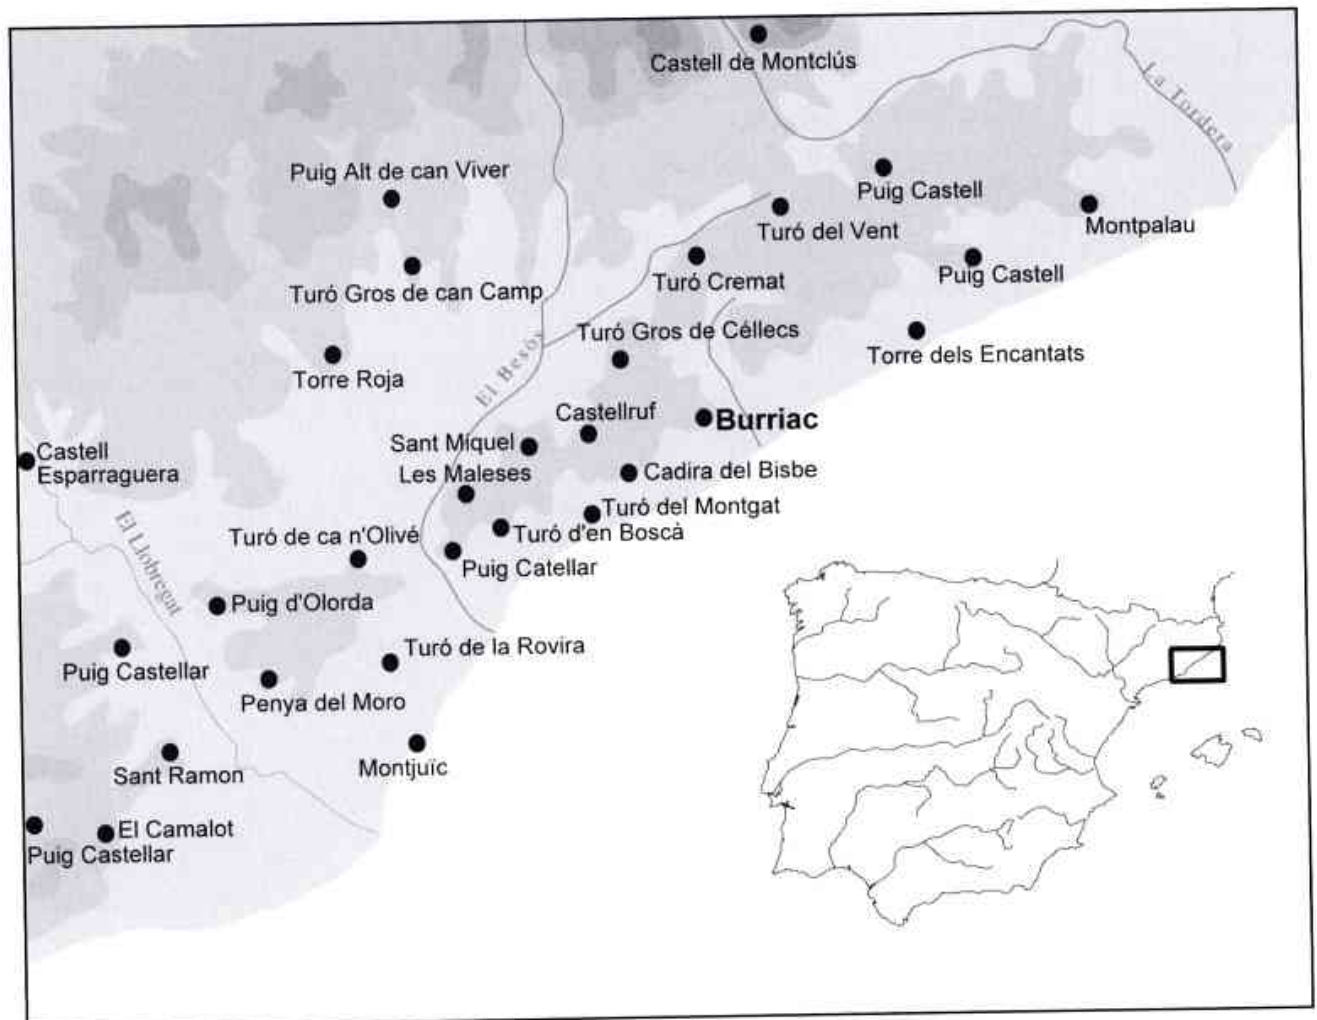 Castell de Montclús
La Tordera
Puig Alt de can Viver
Puig Castell
Montpalau
Turó del Vent
Puig Castell
Turó Cremat
Turó Gros de can Camp
Turó Gros de Céllecs
Torre dels Encantats
El Besòs
Torre Roja
Castellruf
Burriac
Sant Miquel
Castell
Esparraguera
Les Maleses
Cadira del Bisbe
Turó del Montgat
El Llobregat
Turó de ca n'Olivé
Turó d'en Boscà
Puig Catellar
Puig d'Olorda
Turó de la Rovira
Puig Castellar
Penya del Moro
Montjuïc
Sant Ramon
El Camalot
Puig Castellar